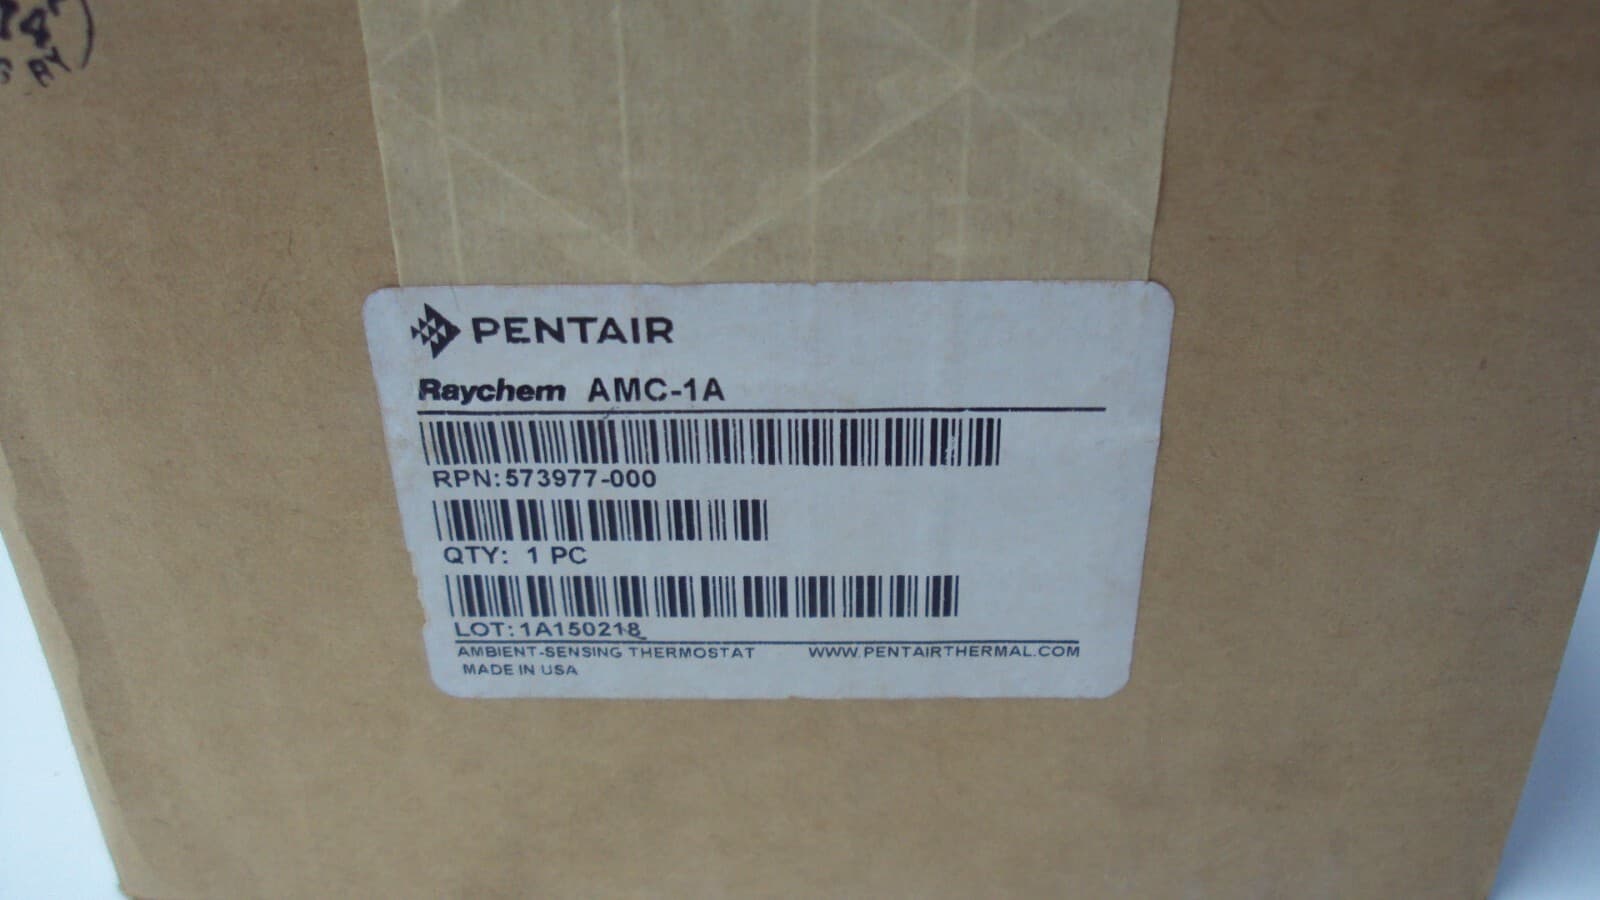 PENTAIR
Raychem AMC-1A
RPN:573977-000
QTY: 1 PC
LOT:1A150218
AMBIENT-SENSING THERMOSTAT WWW.PENTAIRTHERMAL.COM
MADE IN USA